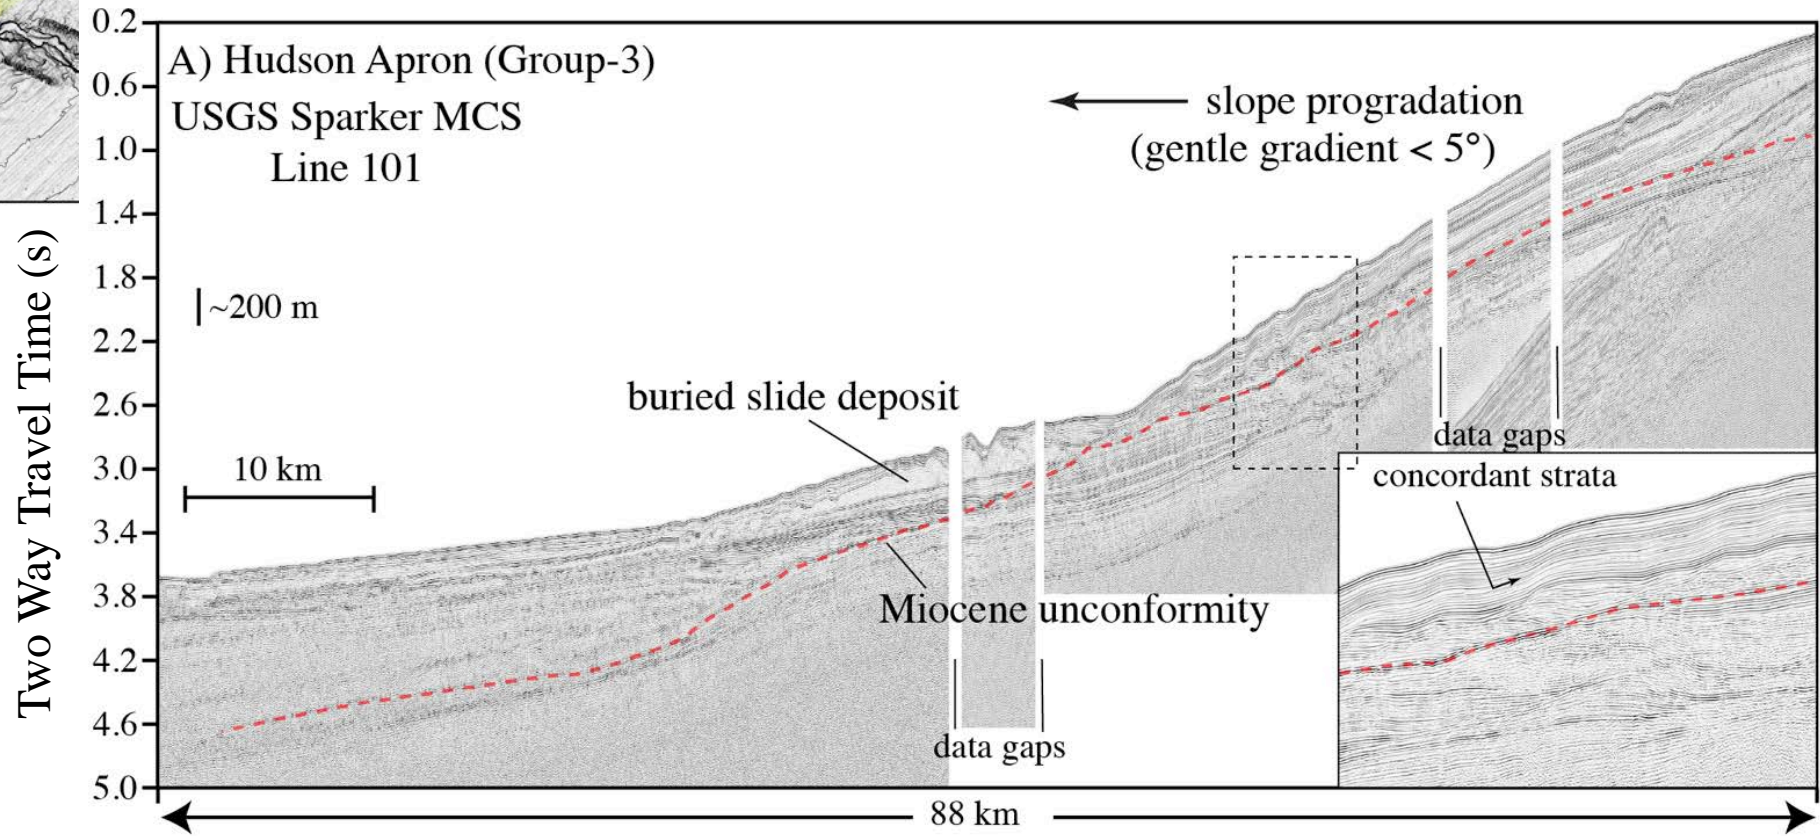 A) Hudson Apron (Group-3)
USGS Sparker MCS
Line 101
slope progradation
(gentle gradient < 5°)
~200 m
10 km
buried slide deposit
Miocene unconformity
data gaps
data gaps
concordant strata
88 km
Two Way Travel Time (s)
0.2
0.6
1.0
1.4
1.8
2.2
2.6
3.0
3.4
3.8
4.2
4.6
5.0